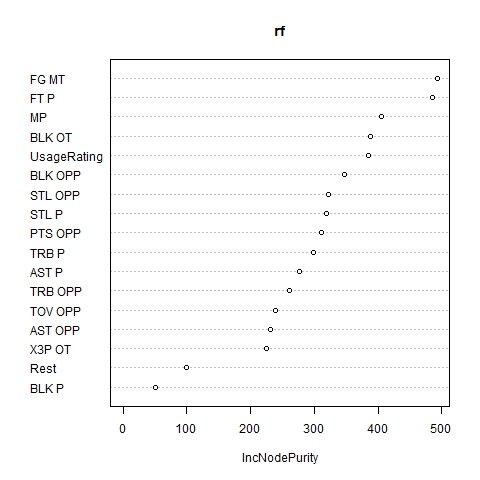 rf
FG MT
FT P
MP
BLK OT
UsageRating
BLK OPP
STL OPP
STL P
PTS OPP
TRB P
AST P
TRB OPP
TOV OPP
AST OPP
X3P OT
Rest
BLK P
0 100 200 300 400 500
IncNodePurity